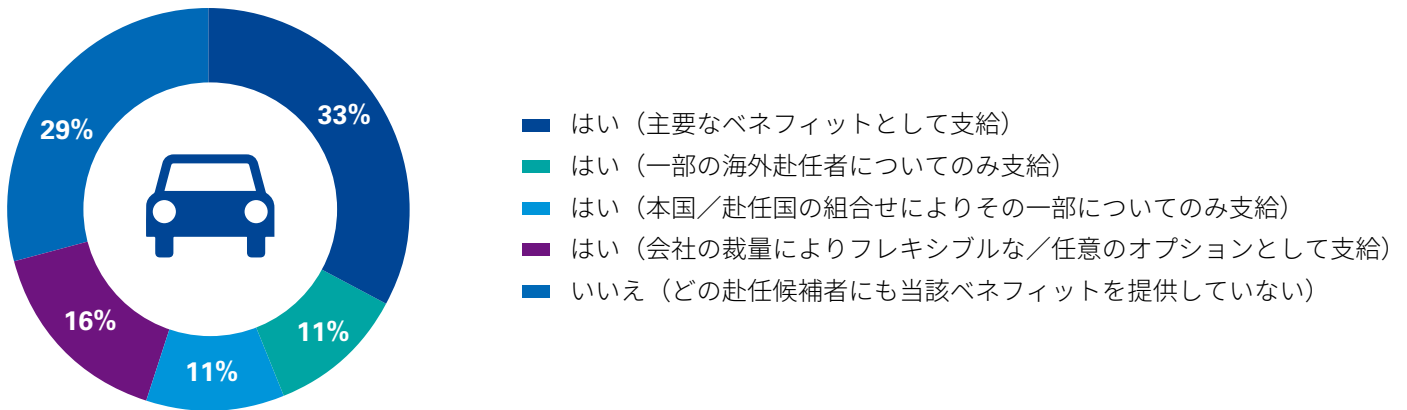 33%
11%
11%
16%
29%
はい（主要なベネフィットとして支給）
はい（一部の海外赴任者についてのみ支給）
はい（本国／赴任国の組合せによりその一部についてのみ支給）
はい（会社の裁量によりフレキシブルな／任意のオプションとして支給）
いいえ（どの赴任候補者にも当該ベネフィットを提供していない）